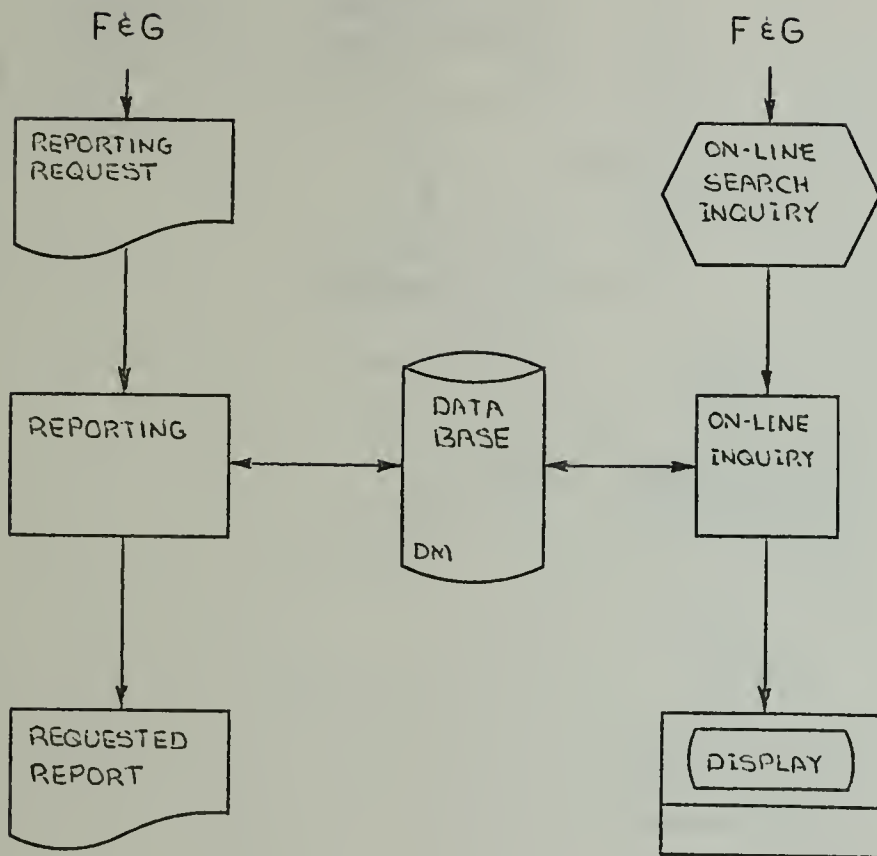 F & G
REPORTING
REQUEST
REPORTING
REQUESTED
REPORT
DATA
BASE
DM
F & G
ON-LINE
SEARCH
INQUIRY
ON-LINE
INQUIRY
DISPLAY